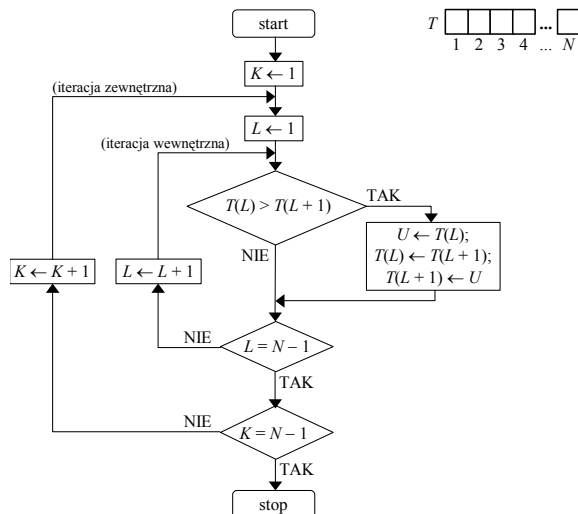 start
T
1 2 3 4 ... N
...
K ← 1
(iteracja zewnętrzna)
L ← 1
(iteracja wewnętrzna)
T(L) > T(L + 1)
TAK
U ← T(L);
T(L) ← T(L + 1);
T(L + 1) ← U
NIE
K ← K + 1
L ← L + 1
NIE
L = N – 1
TAK
NIE
K = N – 1
TAK
stop